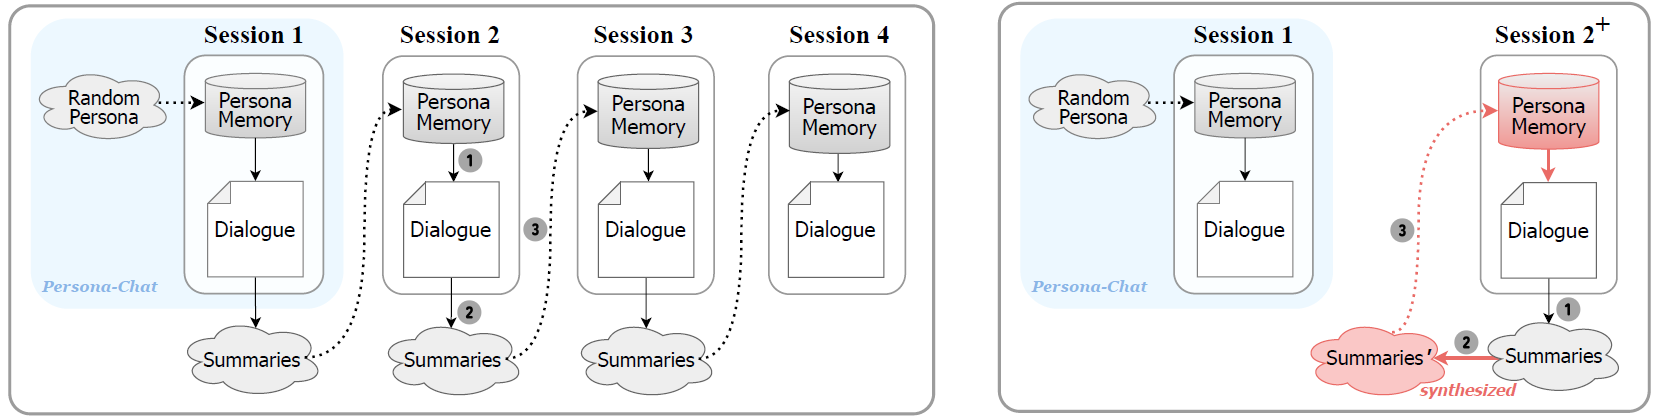 Session 1
Session 2
Session 3
Session 4
Random
Persona
Persona
Memory
Persona
Memory
Persona
Memory
Persona
Memory
1
Dialogue
Dialogue
3
Dialogue
Dialogue
Persona-Chat
2
Summaries
Summaries
Summaries
Session 1
Session 2+
Random
Persona
Persona
Memory
Persona
Memory
Dialogue
3
Dialogue
Persona-Chat
1
Summaries'
2
Summaries
synthesized